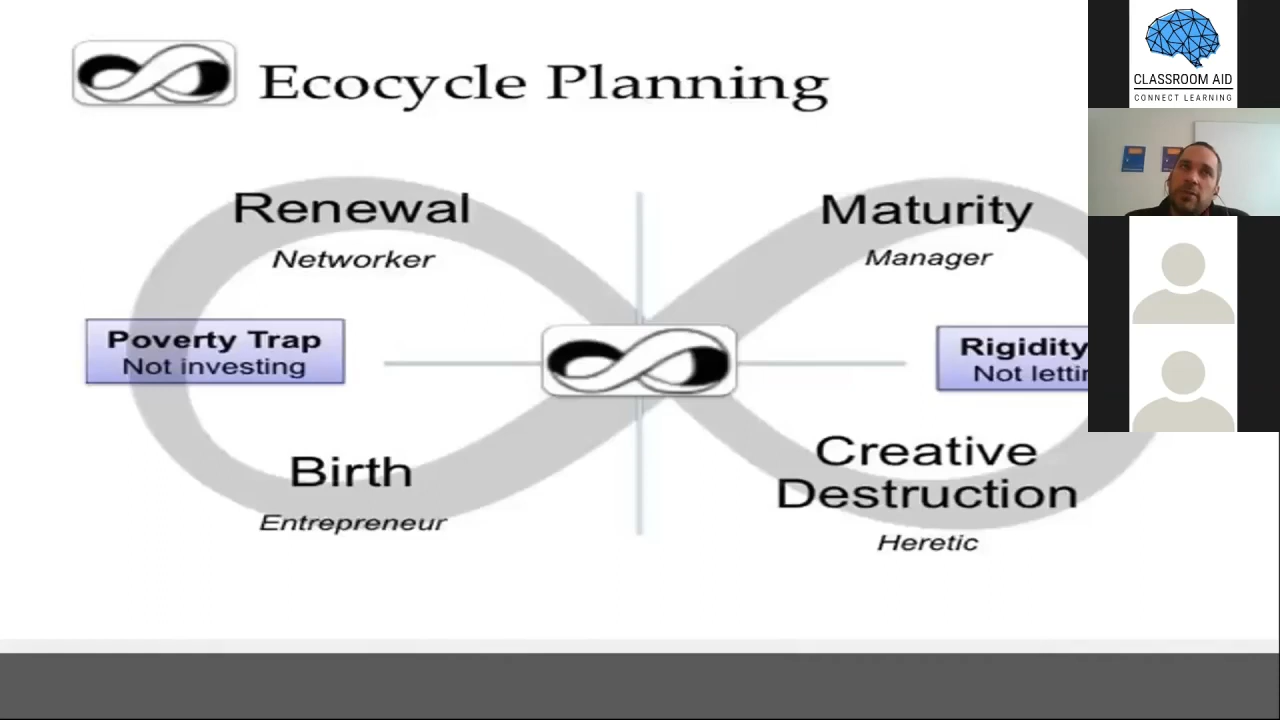 Ecocycle Planning
Renewal
Networker
Maturity
Manager
Poverty Trap
Not investing
Rigidity
Not
Birth
Entrepreneur
Creative
Destruction
Heretic
CLASSROOM AID
CONNECT LEARNING